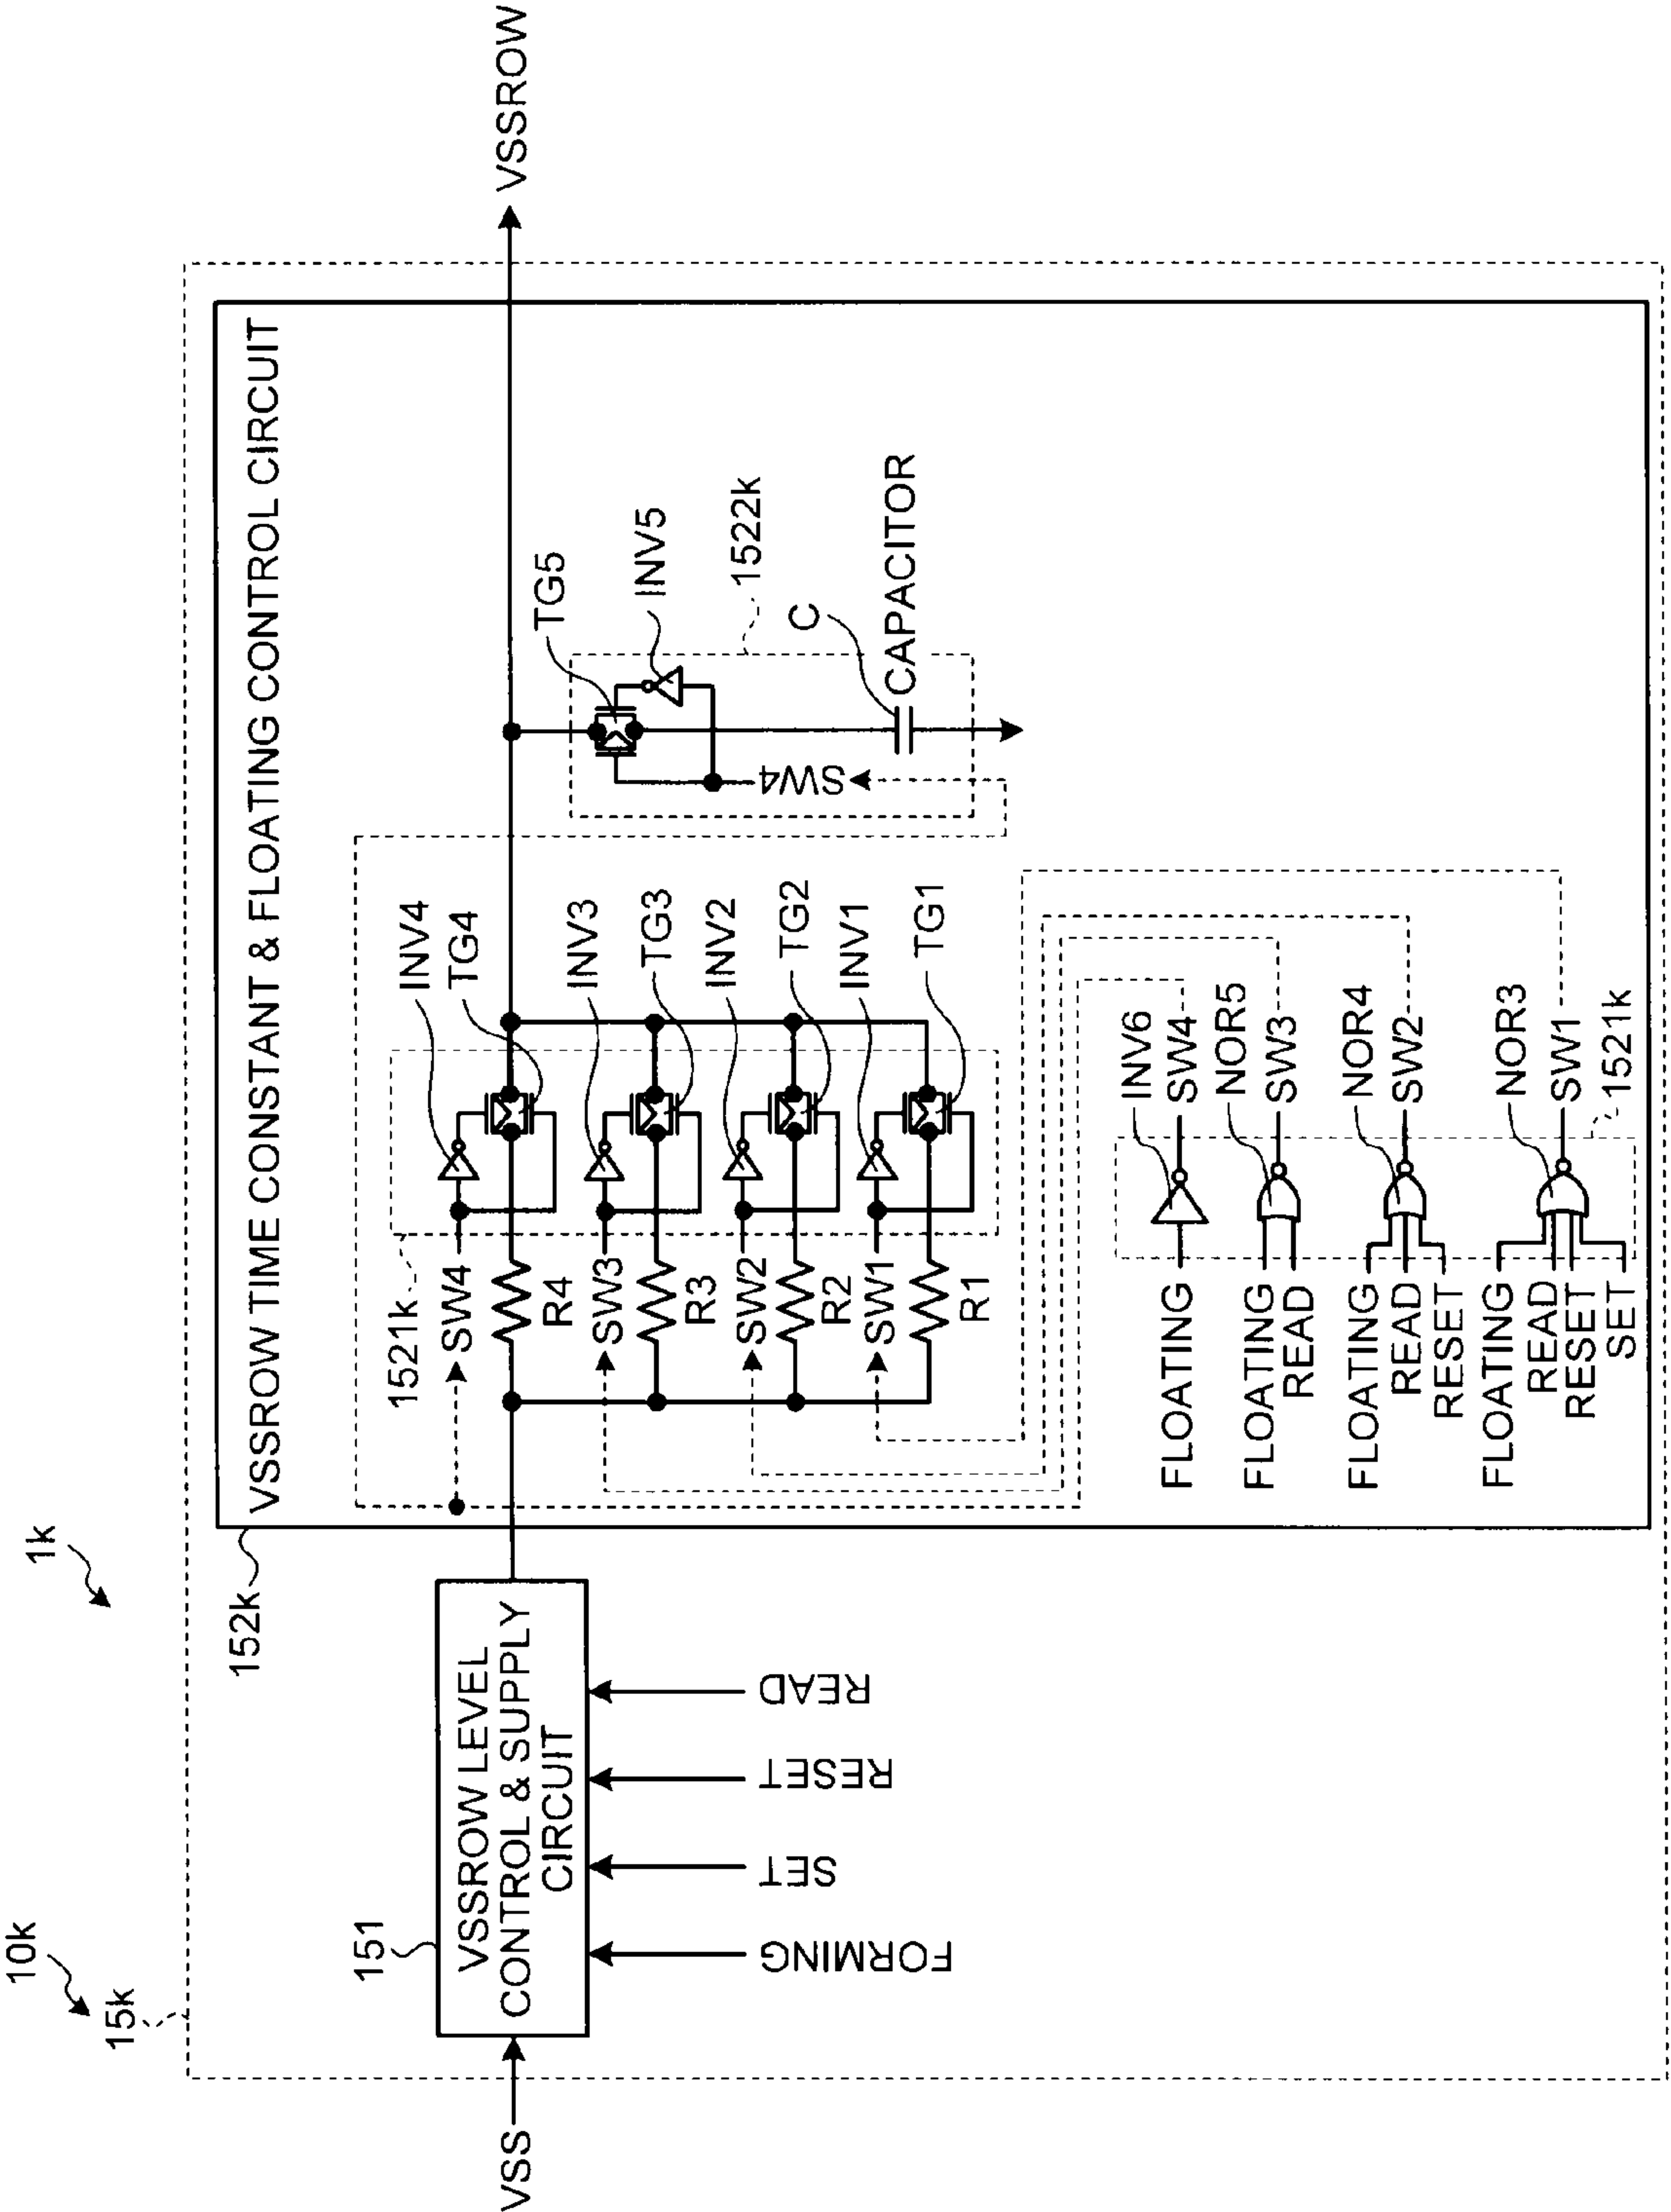 10k
1k
15k
152k
VSSROW TIME CONSTANT & FLOATING CONTROL CIRCUIT
151
VSS
VSSROW LEVEL
CONTROL & SUPPLY
CIRCUIT
FORMING
SET
RESET
READ
VSSROW
1521k
SW4
R4
INV4
TG4
SW3
R3
INV3
TG3
SW2
R2
INV2
TG2
SW1
R1
INV1
TG1
TG5
INV5
1522k
SW4
C
CAPACITOR
FLOATING
INV6
SW4
FLOATING
READ
NOR5
SW3
FLOATING
READ
RESET
NOR4
SW2
FLOATING
READ
RESET
SET
NOR3
SW1
1521k